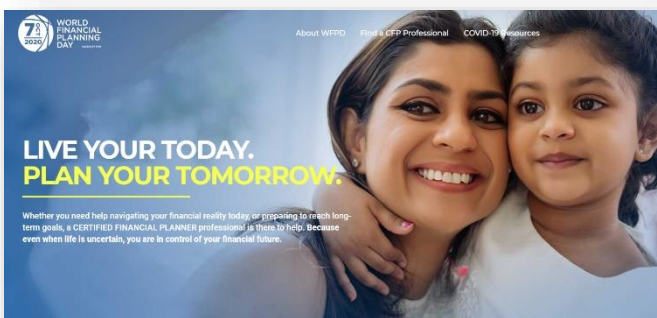 7 OCT
2020
WORLD
FINANCIAL
PLANNING
DAY
About WFPD
Find a CFP Professional
COVID-19 Resources
LIVE YOUR TODAY.
PLAN YOUR TOMORROW.
Whether you need help navigating your financial reality today, or preparing to reach long-
term goals, a CERTIFIED FINANCIAL PLANNER professional is there to help. Because
even when life is uncertain, you are in control of your financial future.